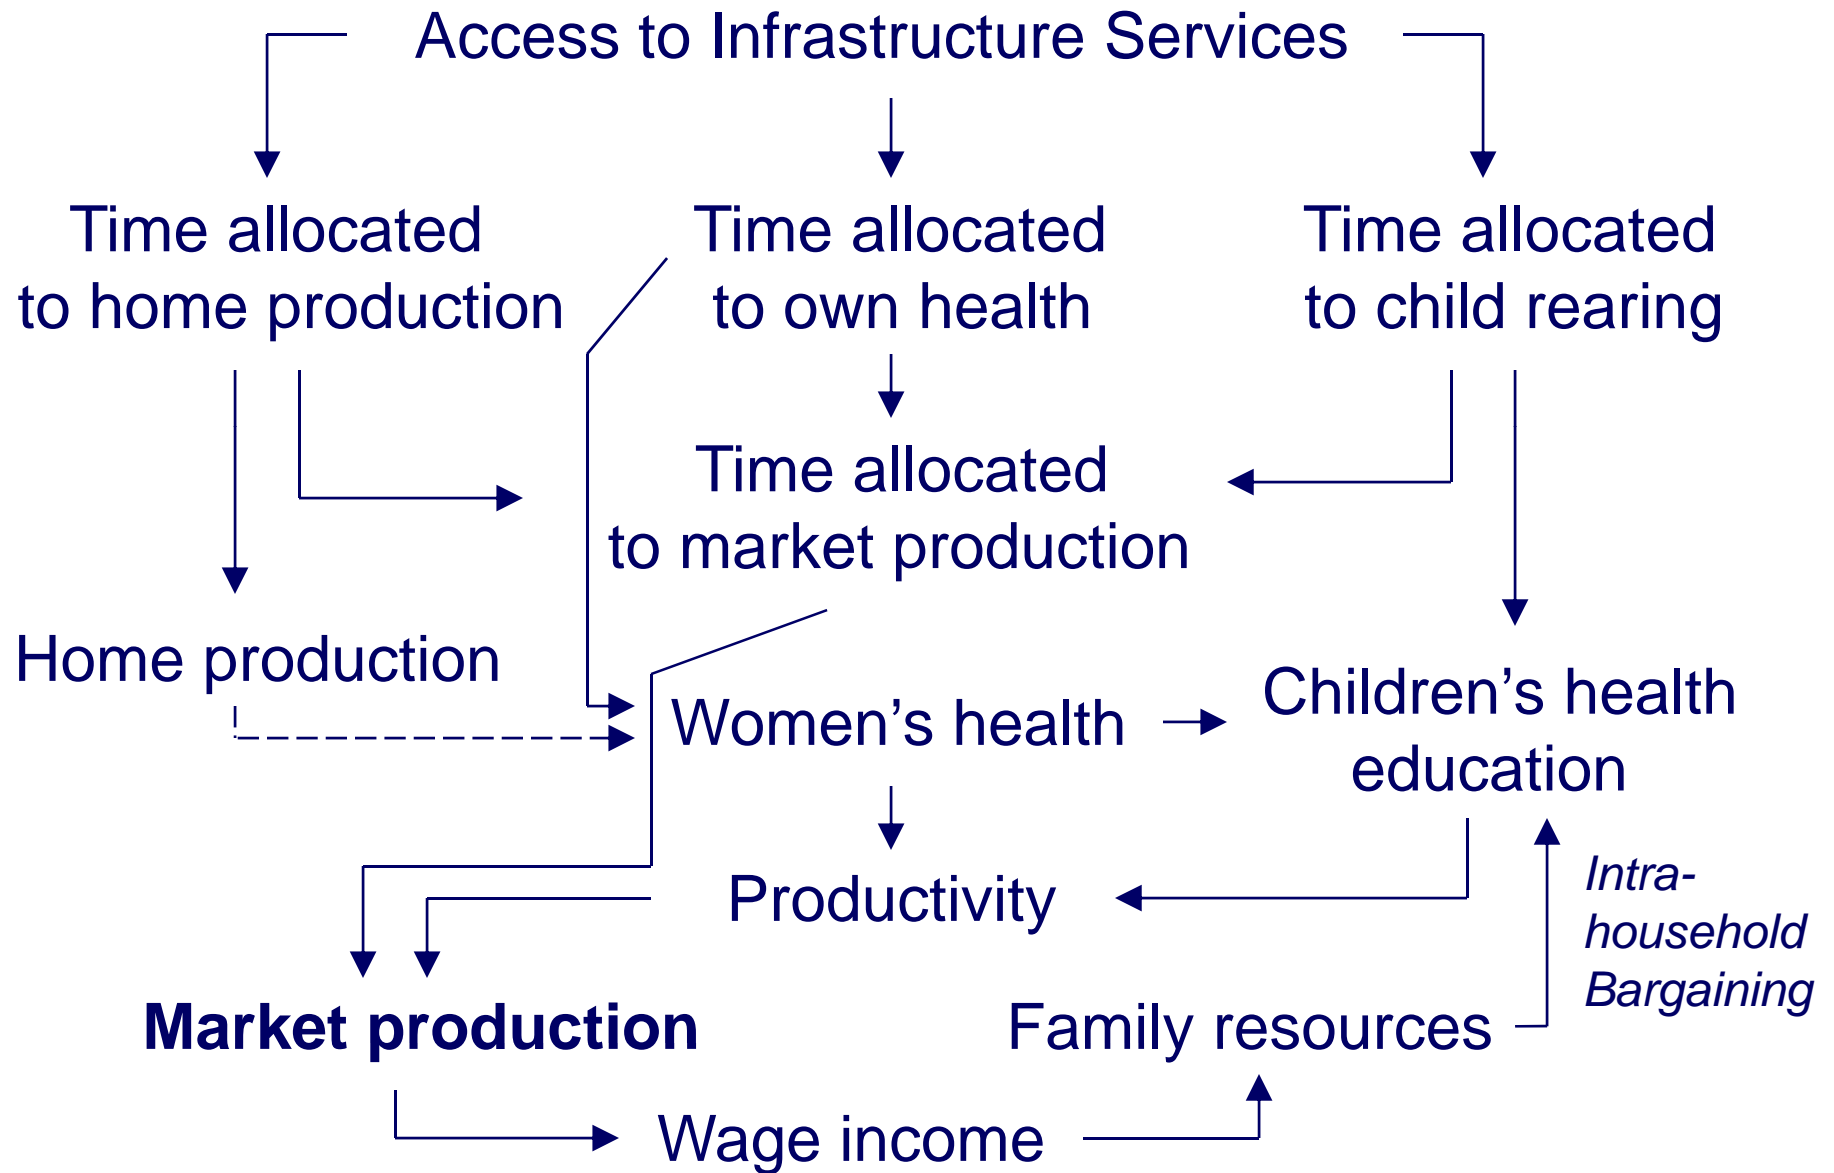 Access to Infrastructure Services
Time allocated
to home production
Time allocated
to own health
Time allocated
to child rearing
Time allocated
to market production
Home production
Women’s health
Children’s health
education
Productivity
Intra-
household
Bargaining
Market production
Family resources
Wage income